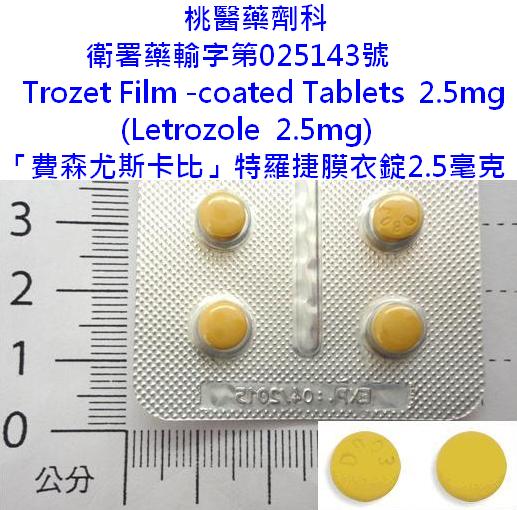 桃醫藥劑科
衛署藥輸字第025143號
Trozet Film -coated Tablets 2.5mg
(Letrozole 2.5mg)
「費森尤斯卡比」特羅捷膜衣錠2.5毫克
3
2
1
0
公分
EXP.: 04/2015